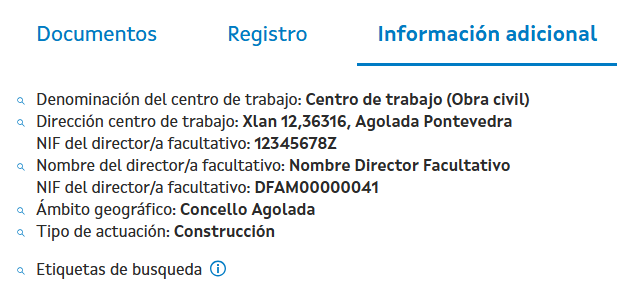 Documentos Registro Información adicional
Denominación del centro de trabajo: Centro de trabajo (Obra civil)
Dirección centro de trabajo: Xlan 12,36316, Agolada Pontevedra
NIF del director/a facultativo: 12345678Z
Nombre del director/a facultativo: Nombre Director Facultativo
NIF del director/a facultativo: DFAM00000041
Ámbito geográfico: Concello Agolada
Tipo de actuación: Construcción
Etiquetas de busqueda